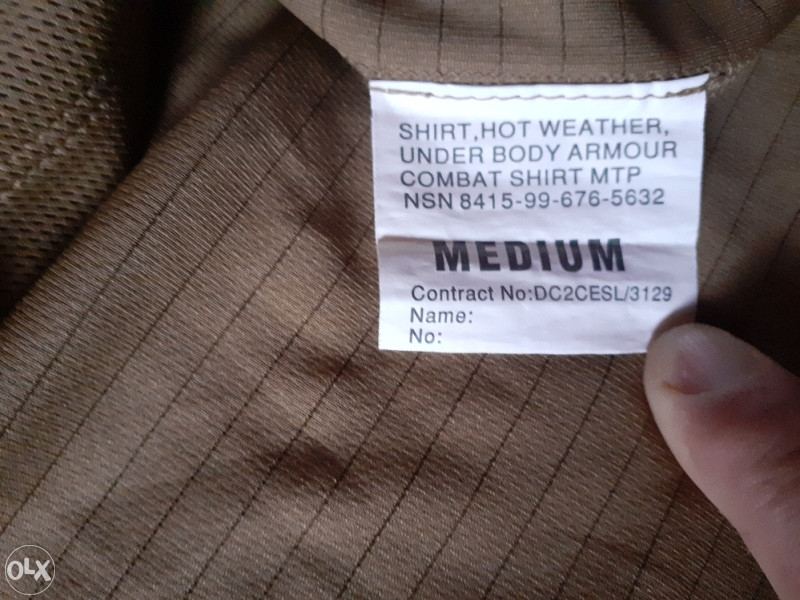 SHIRT,HOT WEATHER,
UNDER BODY ARMOUR
COMBAT SHIRT MTP
NSN 8415-99-676-5632
MEDIUM
Contract No:DC2CESL/3129
Name:
No:
OLX